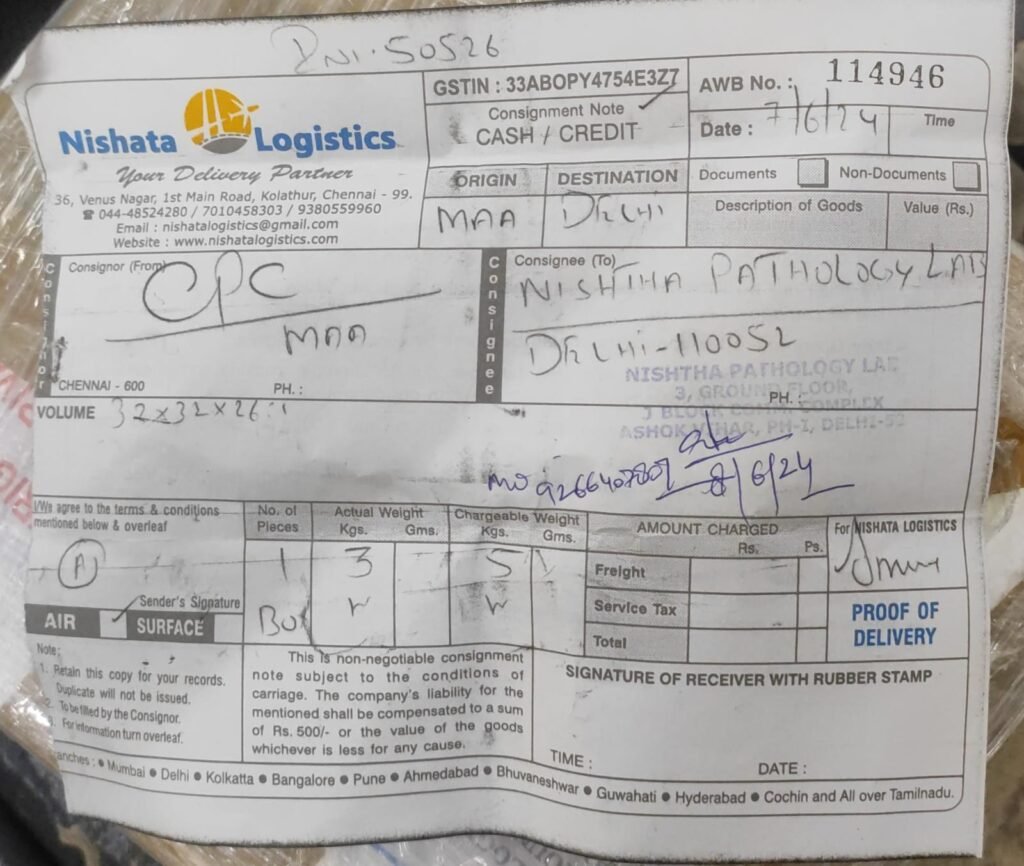 DNI-50526
Nishata Logistics
Your Delivery Partner
36, Venus Nagar, 1st Main Road, Kolathur, Chennai - 99.
☎ 044-48524280 / 7010458303 / 9380559960
Email : nishatalogistics@gmail.com
Website : www.nishatalogistics.com
GSTIN : 33ABOPY4754E3Z7
Consignment Note
CASH / CREDIT
AWB No. : 114946
Date : 7/6/24
Time
ORIGIN DESTINATION
MAA DELHI
Documents Non-Documents
Description of Goods Value (Rs.)
Consignor
Consignor (From)
CPC
MAA
CHENNAI - 600 PH. :
Consignee
Consignee (To)
NISHTHA PATHOLOGY LAB
DELHI-110052
NISHTHA PATHOLOGY LAB
3, GROUND FLOOR,
PH. :
J BLOCK COMM. COMPLEX
ASHOK VIHAR, PH-I, DELHI-52
VOLUME 32x32x26:1
8/6/24
I/We agree to the terms & conditions
mentioned below & overleaf
A
Sender's Signature
AIR SURFACE
No. of Pieces Actual Weight Chargeable Weight
Kgs. Gms. Kgs. Gms.
1 3 5
Box
AMOUNT CHARGED
Rs. Ps.
Freight
Service Tax
Total
For NISHATA LOGISTICS
PROOF OF
DELIVERY
Note:
1. Retain this copy for your records.
Duplicate will not be issued.
2. To be filled by the Consignor.
3. For information turn overleaf.
This is non-negotiable consignment
note subject to the conditions of
carriage. The company's liability for the
mentioned shall be compensated to a sum
of Rs. 500/- or the value of the goods
whichever is less for any cause.
SIGNATURE OF RECEIVER WITH RUBBER STAMP
TIME : DATE :
anches : ● Mumbai ● Delhi ● Kolkatta ● Bangalore ● Pune ● Ahmedabad ● Bhuvaneshwar ● Guwahati ● Hyderabad ● Cochin and All over Tamilnadu.